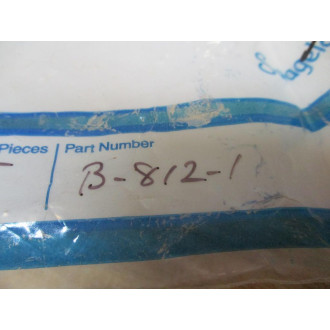 Pieces | Part Number
B-812-1